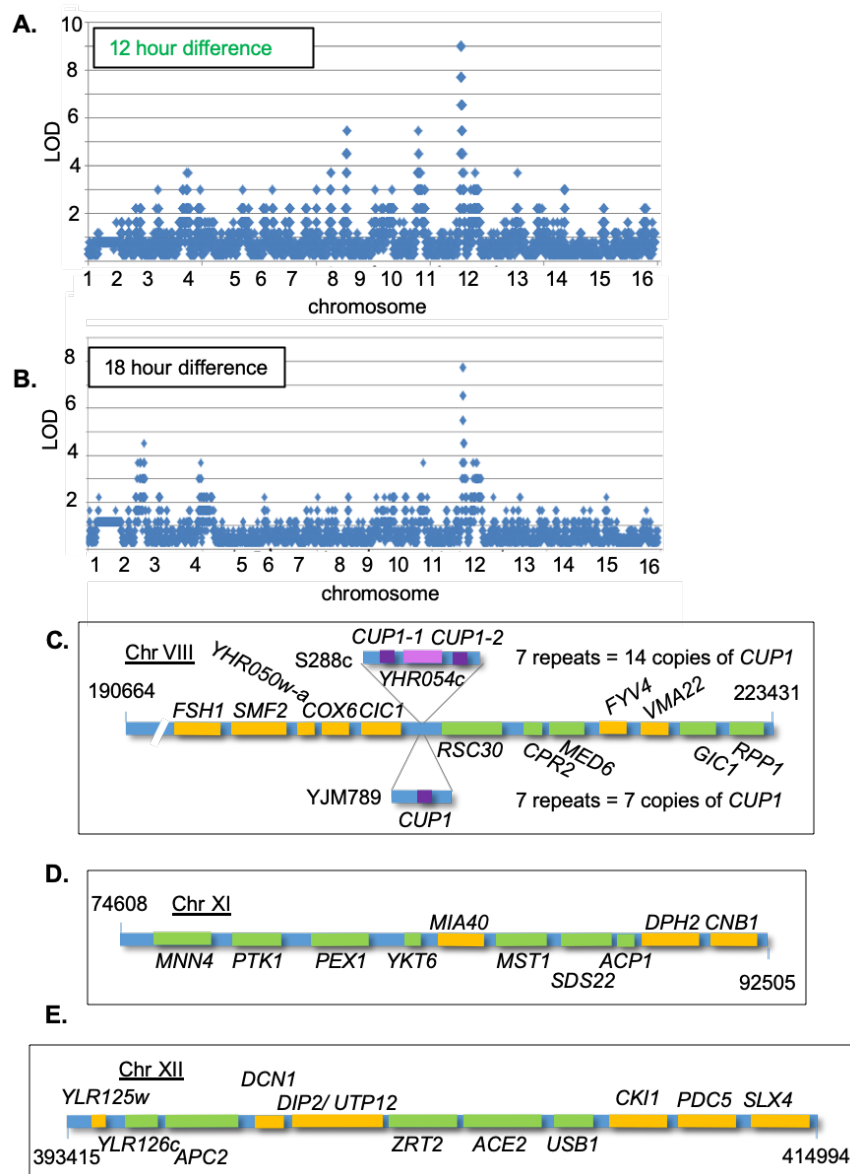 A.
12 hour difference
10
8
6
4
2
LOD
1 2 3 4 5 6 7 8 9 10 11 12 13 14 15 16
chromosome
B.
18 hour difference
8
6
4
2
LOD
1 2 3 4 5 6 7 8 9 10 11 12 13 14 15 16
chromosome
C.
Chr VIII
190664
223431
CUP1-1 CUP1-2
S288c
YHR054c
7 repeats = 14 copies of CUP1
YHR050w-a
FSH1 SMF2 COX6 CIC1
FYV4 VMA22
RSC30 CPR2 MED6 GIC1 RPP1
YJM789
CUP1
7 repeats = 7 copies of CUP1
D.
74608
Chr XI
MIA40 DPH2 CNB1
MNN4 PTK1 PEX1 YKT6 MST1 SDS22 ACP1
92505
E.
Chr XII
YLR125w DCN1 DIP2/ UTP12 CKI1 PDC5 SLX4
YLR126c APC2 ZRT2 ACE2 USB1
393415
414994